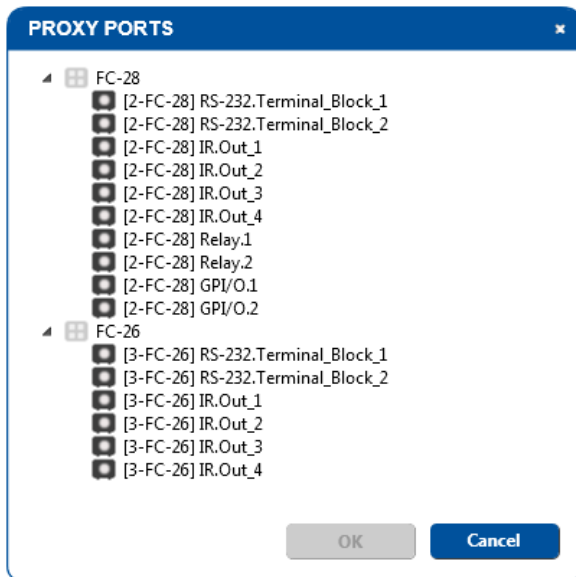 PROXY PORTS
FC-28
[2-FC-28] RS-232.Terminal_Block_1
[2-FC-28] RS-232.Terminal_Block_2
[2-FC-28] IR.Out_1
[2-FC-28] IR.Out_2
[2-FC-28] IR.Out_3
[2-FC-28] IR.Out_4
[2-FC-28] Relay.1
[2-FC-28] Relay.2
[2-FC-28] GPI/O.1
[2-FC-28] GPI/O.2
FC-26
[3-FC-26] RS-232.Terminal_Block_1
[3-FC-26] RS-232.Terminal_Block_2
[3-FC-26] IR.Out_1
[3-FC-26] IR.Out_2
[3-FC-26] IR.Out_3
[3-FC-26] IR.Out_4
OK Cancel